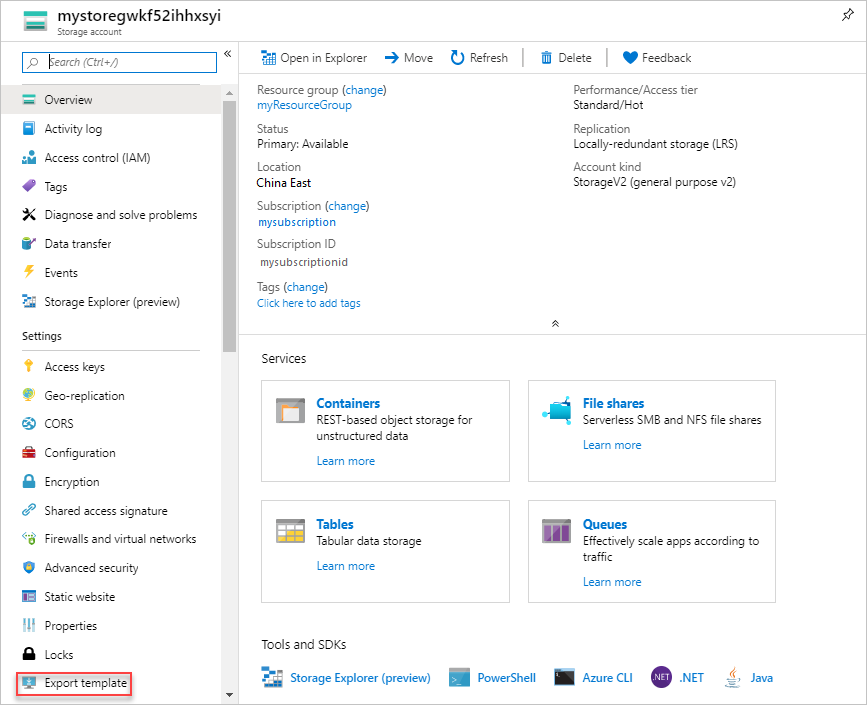 mystoregwkf52ihhxsyi
Storage account
Search (Ctrl+/)
«
Overview
Activity log
Access control (IAM)
Tags
Diagnose and solve problems
Data transfer
Events
Storage Explorer (preview)
Settings
Access keys
Geo-replication
CORS
Configuration
Encryption
Shared access signature
Firewalls and virtual networks
Advanced security
Static website
Properties
Locks
Export template
Open in Explorer
Move
Refresh
Delete
Feedback
Resource group (change)
myResourceGroup
Status
Primary: Available
Location
China East
Subscription (change)
mysubscription
Subscription ID
mysubscriptionid
Tags (change)
Click here to add tags
Performance/Access tier
Standard/Hot
Replication
Locally-redundant storage (LRS)
Account kind
StorageV2 (general purpose v2)
Services
Containers
REST-based object storage for
unstructured data
Learn more
File shares
Serverless SMB and NFS file shares
Learn more
Tables
Tabular data storage
Learn more
Queues
Effectively scale apps according to
traffic
Learn more
Tools and SDKs
Storage Explorer (preview)
PowerShell
Azure CLI
.NET
.NET
Java